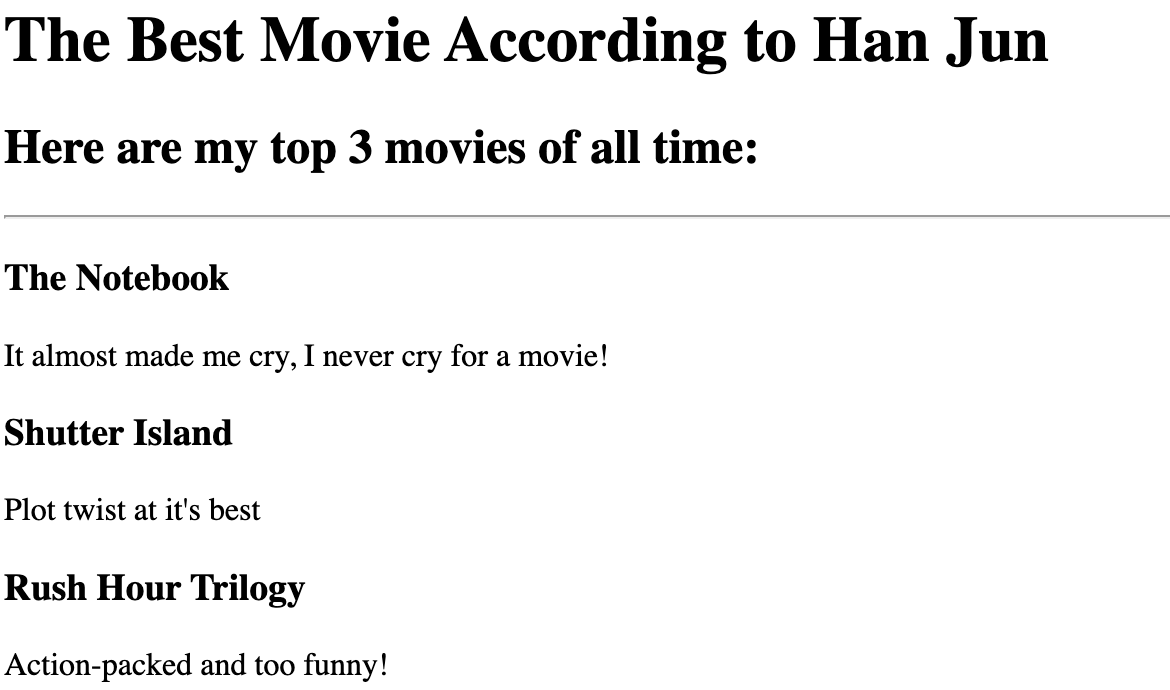 The Best Movie According to Han Jun
Here are my top 3 movies of all time:
The Notebook
It almost made me cry, I never cry for a movie!
Shutter Island
Plot twist at it's best
Rush Hour Trilogy
Action-packed and too funny!